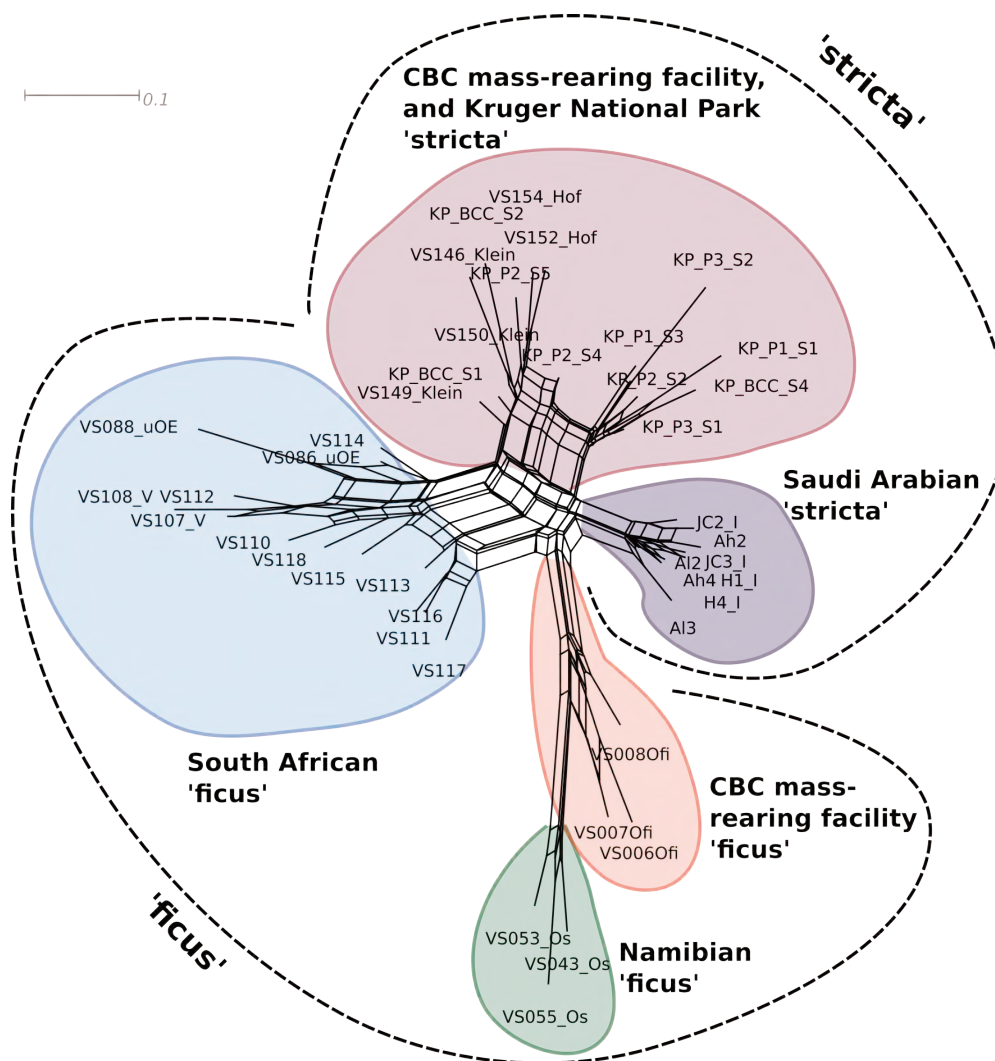 'stricta'
CBC mass-rearing facility,
and Kruger National Park
'stricta'
0.1
VS154_Hof
KP_BCC_S2
VS152_Hof
VS146_Klein
KP_P3_S2
KP_P2_S5
VS150_Klein
KP_P1_S3
KP_P1_S1
KP_P2_S4
KP_BCC_S1
KP_P2_S2
KP_BCC_S4
VS149_Klein
KP_P3_S1
VS088_uOE
VS114
VS086_uOE
Saudi Arabian
'stricta'
VS108_V
VS112
VS107_V
JC2_I
Ah2
VS110
VS118
Al2
JC3_I
VS115
VS113
Ah4
H1_I
H4_I
VS116
VS111
Al3
VS117
South African
'ficus'
VS008Ofi
CBC mass-
rearing facility
'ficus'
VS007Ofi
VS006Ofi
'ficus'
VS053_Os
VS043_Os
Namibian
'ficus'
VS055_Os